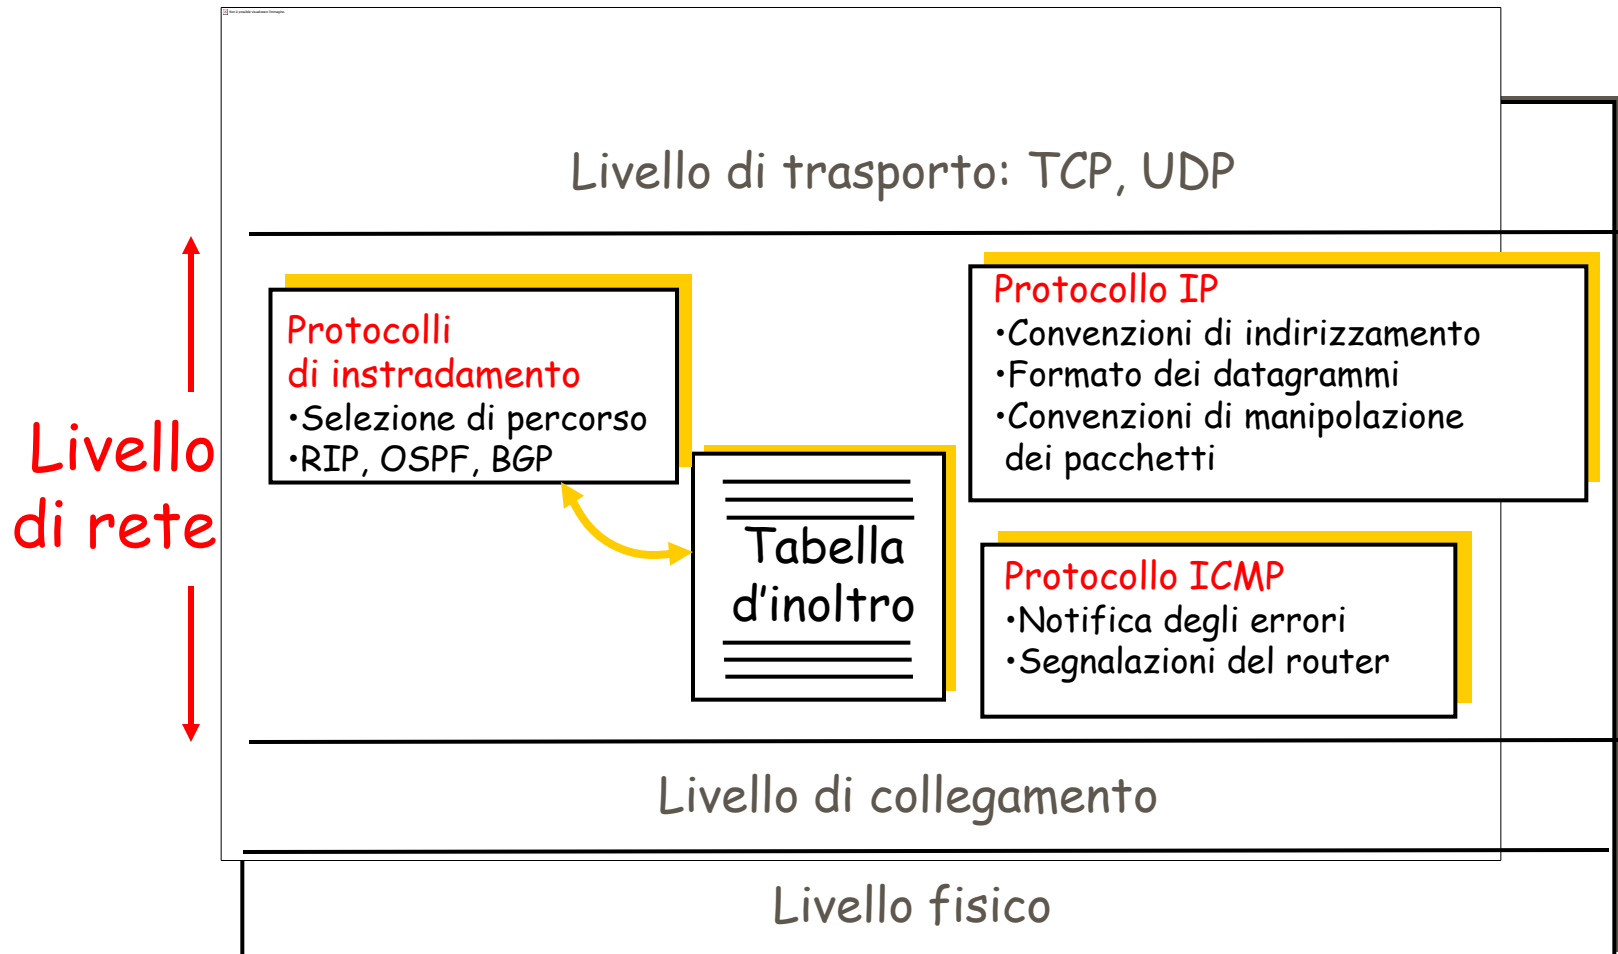 Livello di trasporto: TCP, UDP
Livello
di rete
Protocolli
di instradamento
•Selezione di percorso
•RIP, OSPF, BGP
Tabella
d'inoltro
Protocollo IP
•Convenzioni di indirizzamento
•Formato dei datagrammi
•Convenzioni di manipolazione
dei pacchetti
Protocollo ICMP
•Notifica degli errori
•Segnalazioni del router
Livello di collegamento
Livello fisico